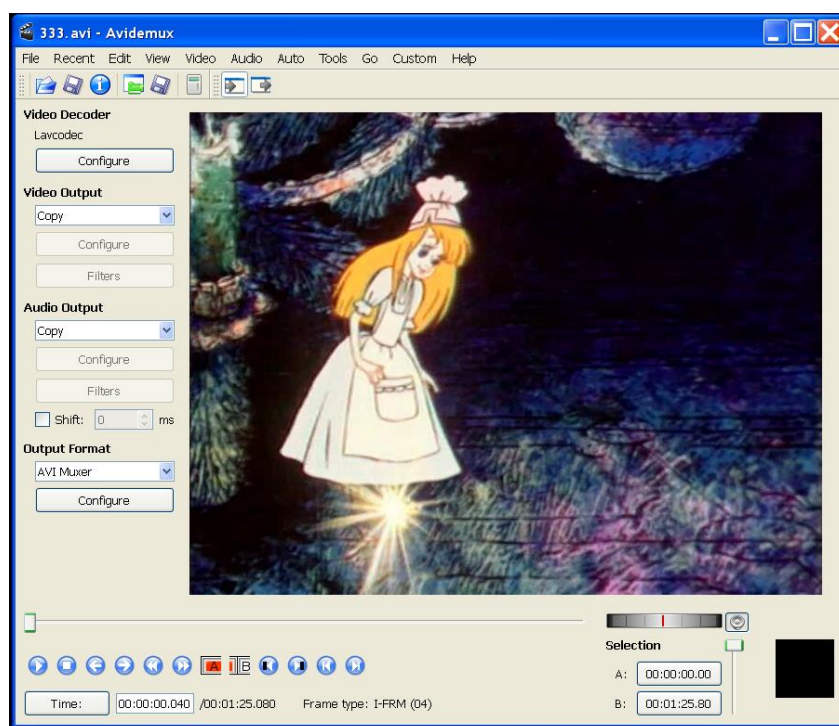 333.avi - Avidemux
File Recent Edit View Video Audio Auto Tools Go Custom Help
Video Decoder
Lavcodec
Configure
Video Output
Copy
Configure
Filters
Audio Output
Copy
Configure
Filters
Shift: 0 ms
Output Format
AVI Muxer
Configure
A B
Selection
A: 00:00:00.00
B: 00:01:25.80
Time: 00:00:00.040 /00:01:25.080 Frame type: I-FRM (04)